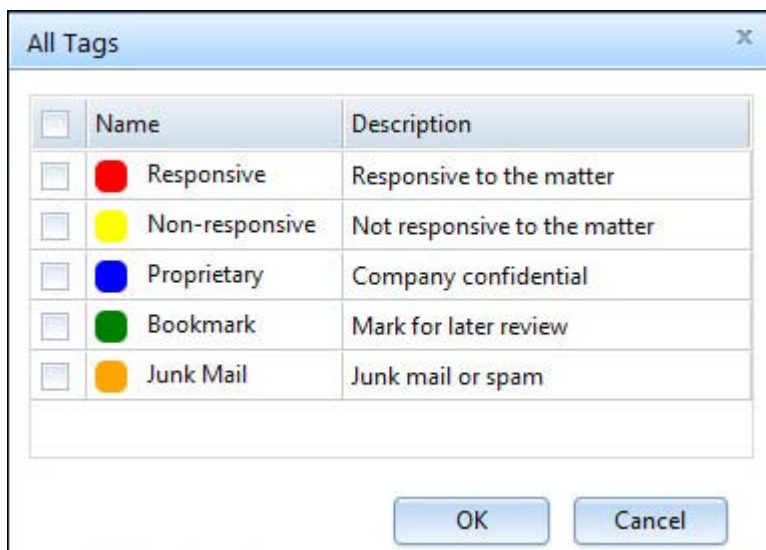 All Tags x
Name Description
Responsive Responsive to the matter
Non-responsive Not responsive to the matter
Proprietary Company confidential
Bookmark Mark for later review
Junk Mail Junk mail or spam
OK Cancel